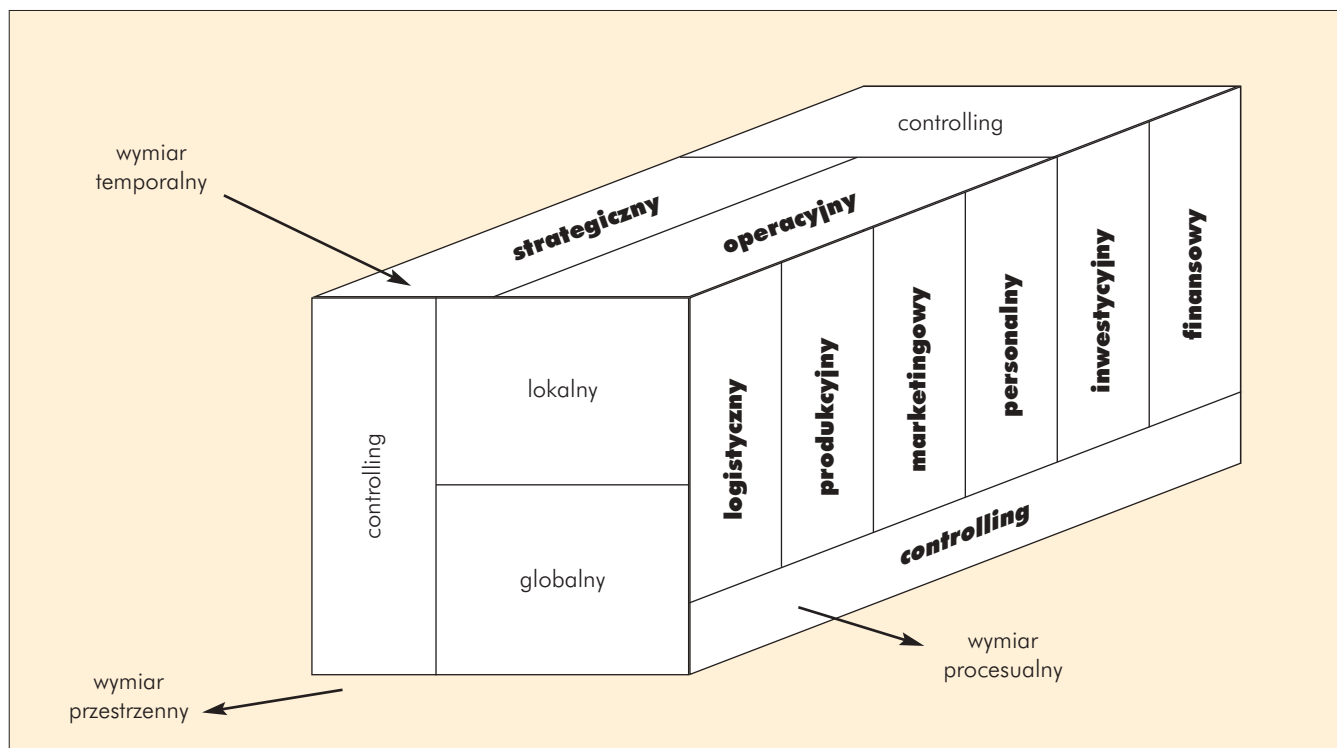 controlling
wymiar
temporalny
strategiczny
operacyjny
lokalny
controlling
globalny
logistyczny
produkcyjny
marketingowy
personalny
inwestycyjny
finansowy
controlling
wymiar
procesualny
wymiar
przestrzenny